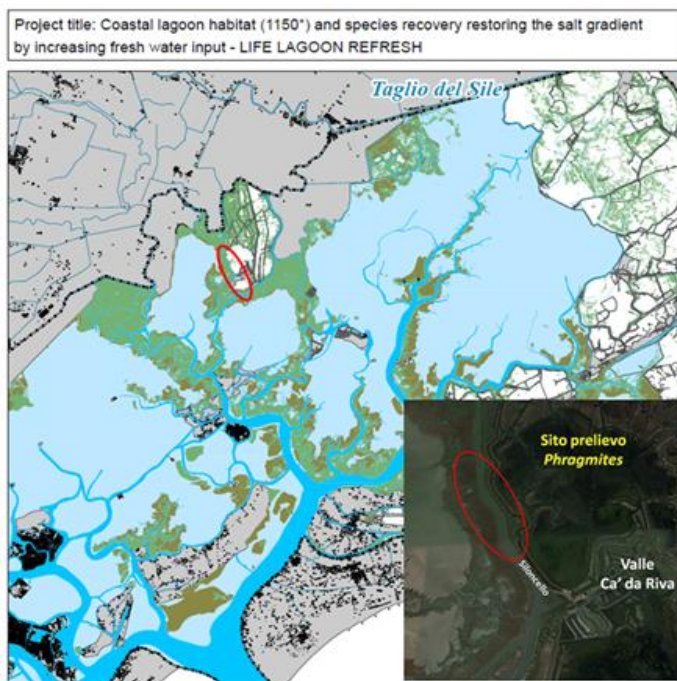 Project title: Coastal lagoon habitat (1150*) and species recovery restoring the salt gradient
by increasing fresh water input - LIFE LAGOON REFRESH
Taglio del Sile
Sito prelievo
Phragmites
Siloncello
Valle
Ca' da Riva